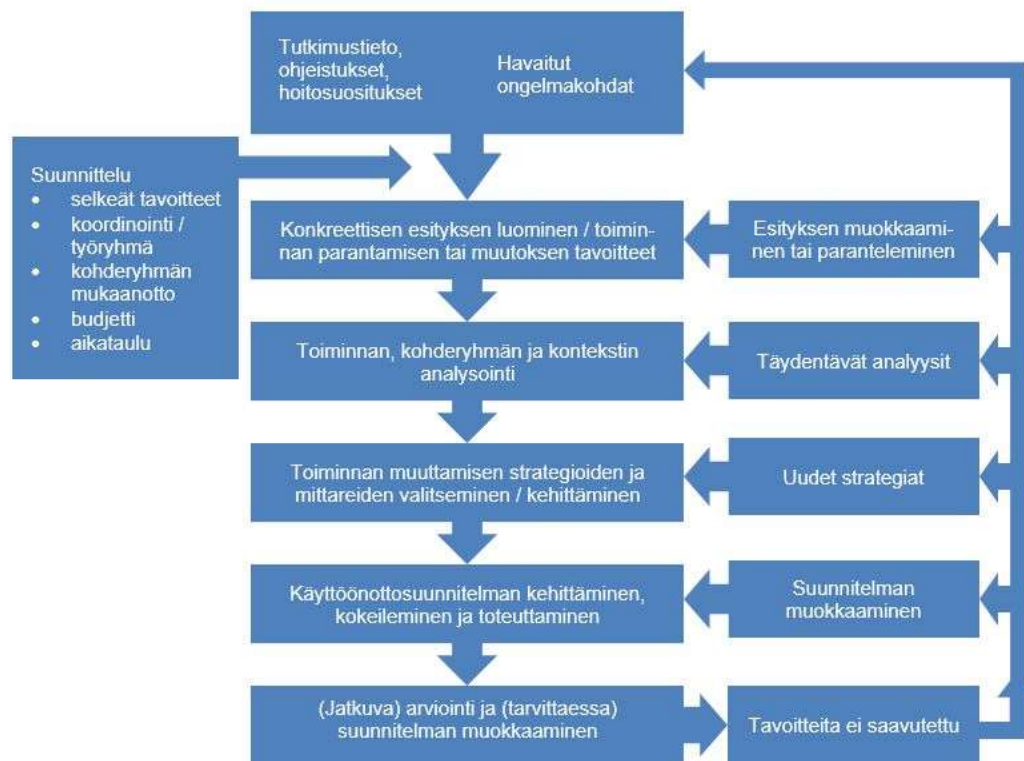 Tutkimustieto,
ohjeistukset,
hoitosuositukset
Havaitut
ongelmakohdat
Suunnittelu
• selkeät tavoitteet
• koordinointi /
työryhmä
• kohderyhmän
mukaanotto
• budjetti
• aikataulu
Konkreettisen esityksen luominen / toimin-
nan parantamisen tai muutoksen tavoitteet
Esityksen muokkaami-
nen tai paranteleminen
Toiminnan, kohderyhmän ja kontekstin
analysointi
Täydentävät analyysit
Toiminnan muuttamisen strategioiden ja
mittareiden valitseminen / kehittäminen
Uudet strategiat
Käyttöönottosuunnitelman kehittäminen,
kokeileminen ja toteuttaminen
Suunnitelman
muokkaaminen
(Jatkuva) arviointi ja (tarvittaessa)
suunnitelman muokkaaminen
Tavoitteita ei saavutettu